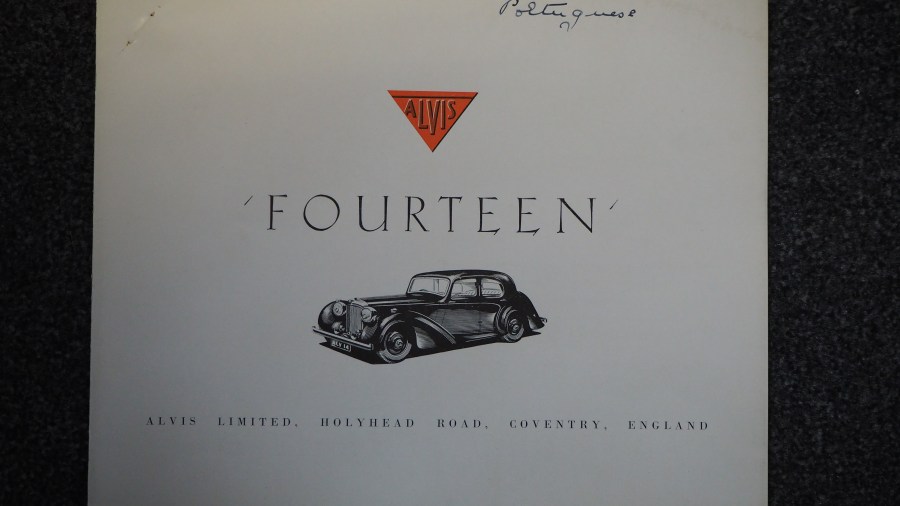 Portuguese
ALVIS
'FOURTEEN'
ALVIS LIMITED, HOLYHEAD ROAD, COVENTRY, ENGLAND